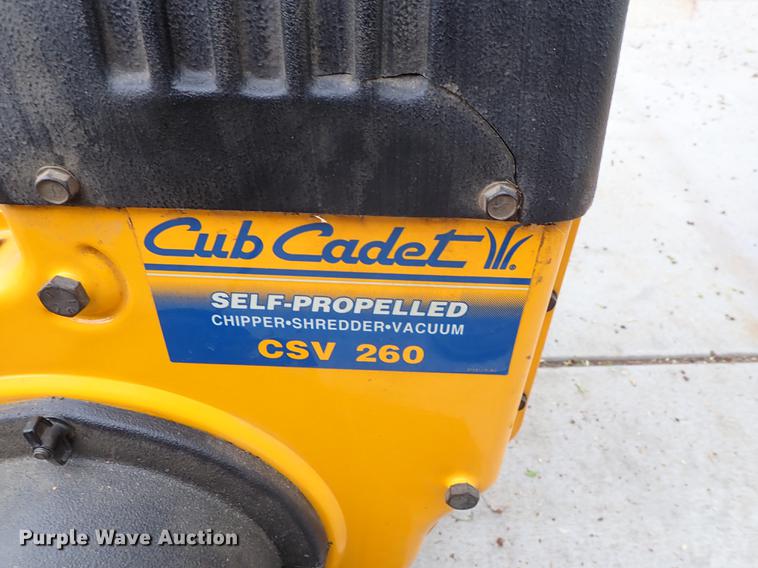 Cub Cadet
SELF-PROPELLED
CHIPPER•SHREDDER•VACUUM
CSV 260
Purple Wave Auction